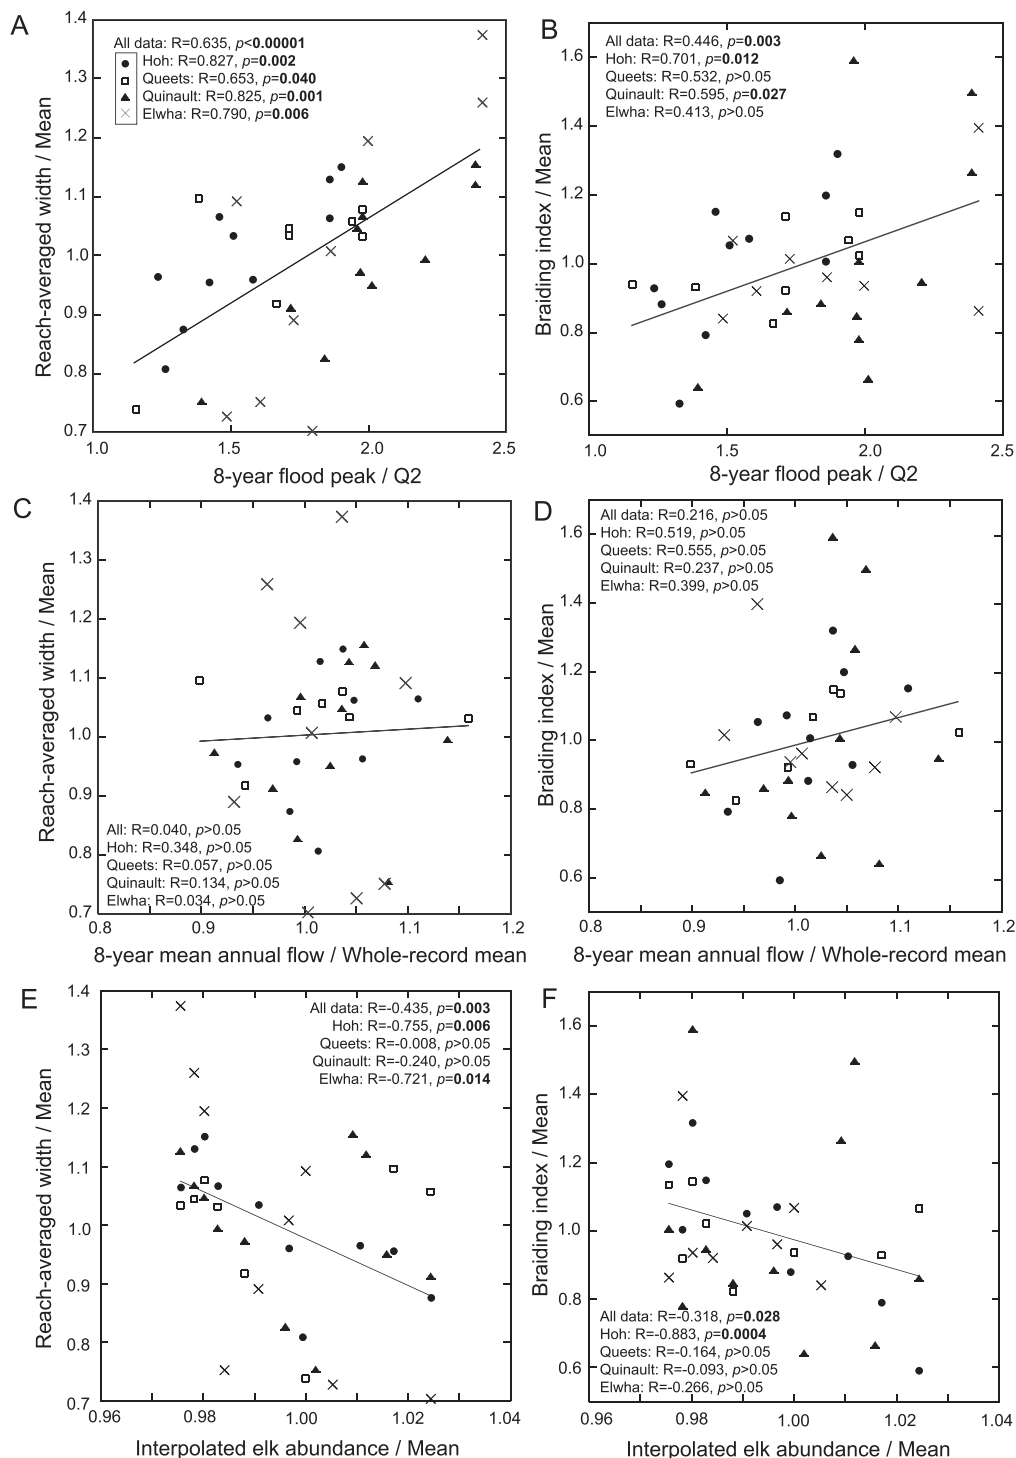 A
Reach-averaged width / Mean
1.4
1.3
1.2
1.1
1.0
0.9
0.8
0.7
All data: R=0.635, p<0.00001
Hoh: R=0.827, p=0.002
Queets: R=0.653, p=0.040
Quinault: R=0.825, p=0.001
Elwha: R=0.790, p=0.006
1.0 1.5 2.0 2.5
8-year flood peak / Q2
B
Braiding index / Mean
1.6
1.4
1.2
1.0
0.8
0.6
All data: R=0.446, p=0.003
Hoh: R=0.701, p=0.012
Queets: R=0.532, p>0.05
Quinault: R=0.595, p=0.027
Elwha: R=0.413, p>0.05
1.0 1.5 2.0 2.5
8-year flood peak / Q2
C
Reach-averaged width / Mean
1.4
1.3
1.2
1.1
1.0
0.9
0.8
0.7
All: R=0.040, p>0.05
Hoh: R=0.348, p>0.05
Queets: R=0.057, p>0.05
Quinault: R=0.134, p>0.05
Elwha: R=0.034, p>0.05
0.8 0.9 1.0 1.1 1.2
8-year mean annual flow / Whole-record mean
D
Braiding index / Mean
1.6
1.4
1.2
1.0
0.8
0.6
All data: R=0.216, p>0.05
Hoh: R=0.519, p>0.05
Queets: R=0.555, p>0.05
Quinault: R=0.237, p>0.05
Elwha: R=0.399, p>0.05
0.8 0.9 1.0 1.1 1.2
8-year mean annual flow / Whole-record mean
E
Reach-averaged width / Mean
1.4
1.3
1.2
1.1
1.0
0.9
0.8
0.7
All data: R=-0.435, p=0.003
Hoh: R=-0.755, p=0.006
Queets: R=-0.008, p>0.05
Quinault: R=-0.240, p>0.05
Elwha: R=-0.721, p=0.014
0.96 0.98 1.00 1.02 1.04
Interpolated elk abundance / Mean
F
Braiding index / Mean
1.6
1.4
1.2
1.0
0.8
0.6
All data: R=-0.318, p=0.028
Hoh: R=-0.883, p=0.0004
Queets: R=-0.164, p>0.05
Quinault: R=-0.093, p>0.05
Elwha: R=-0.266, p>0.05
0.96 0.98 1.00 1.02 1.04
Interpolated elk abundance / Mean